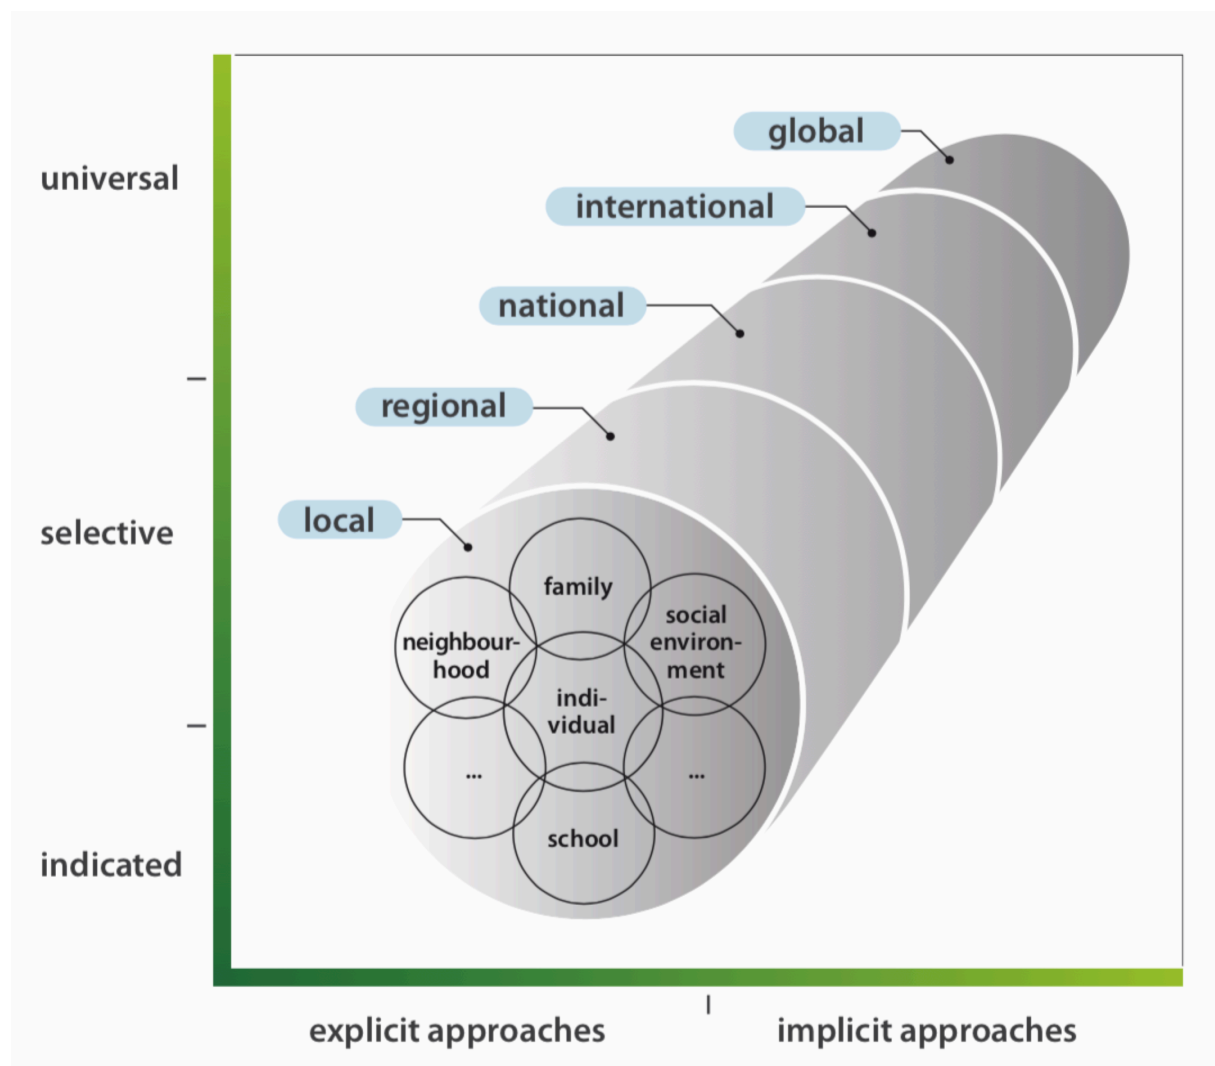 global
universal
international
national
regional
local
selective
family
social
environ-
ment
neighbour-
hood
indi-
vidual
...
...
school
indicated
explicit approaches
implicit approaches